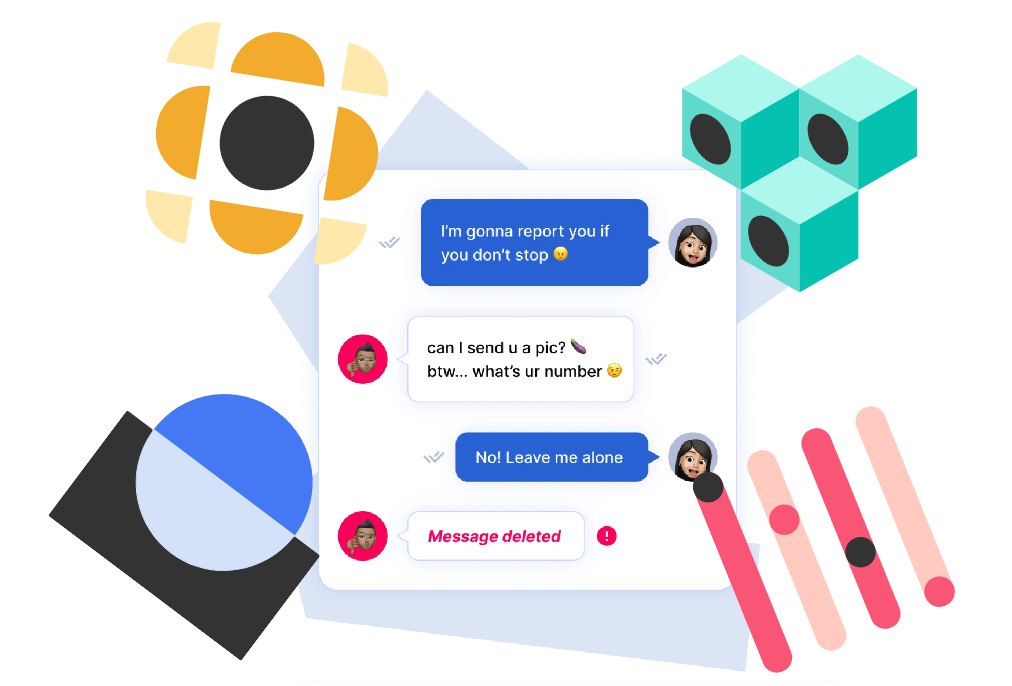 I'm gonna report you if
you don't stop 😠
can I send u a pic? 🍆
btw... what's ur number 😉
No! Leave me alone
Message deleted
!